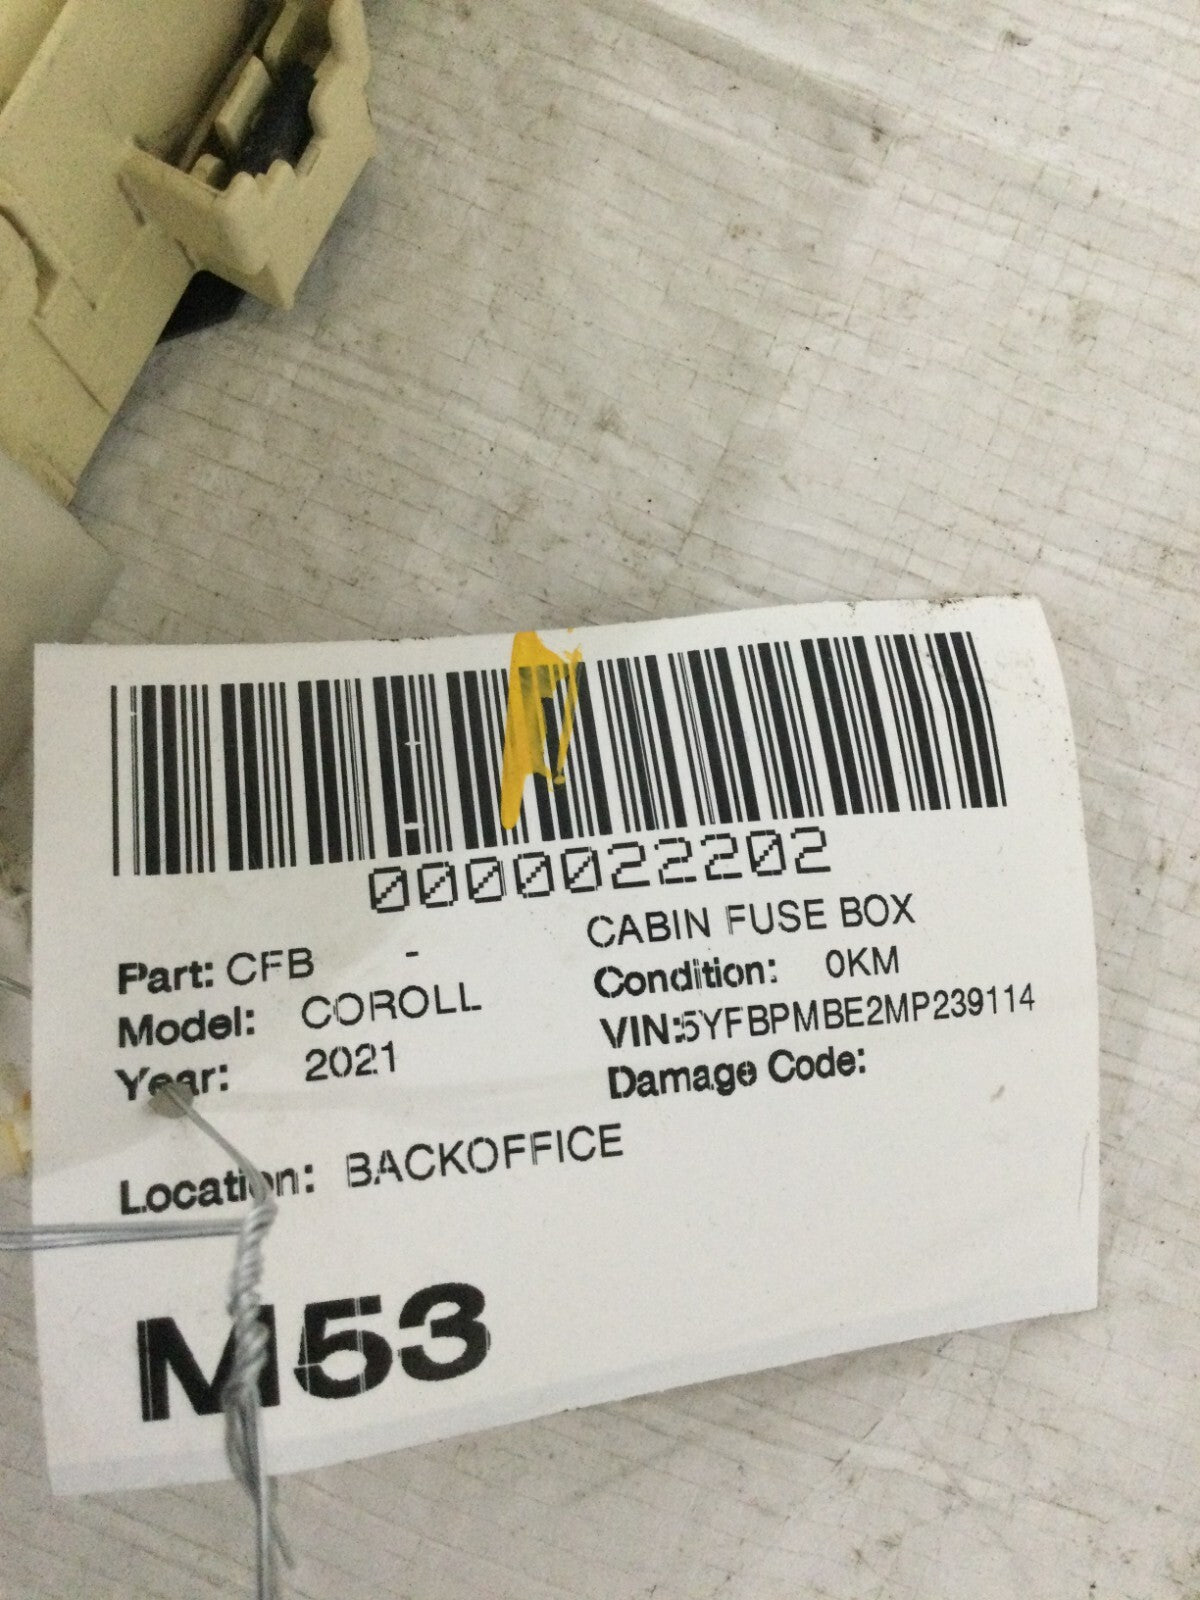 0000022202
Part: CFB - CABIN FUSE BOX
Model: COROLL Condition: 0KM
Year: 2021 VIN:5YFBPMBE2MP239114
Damage Code:
Location: BACKOFFICE
M53